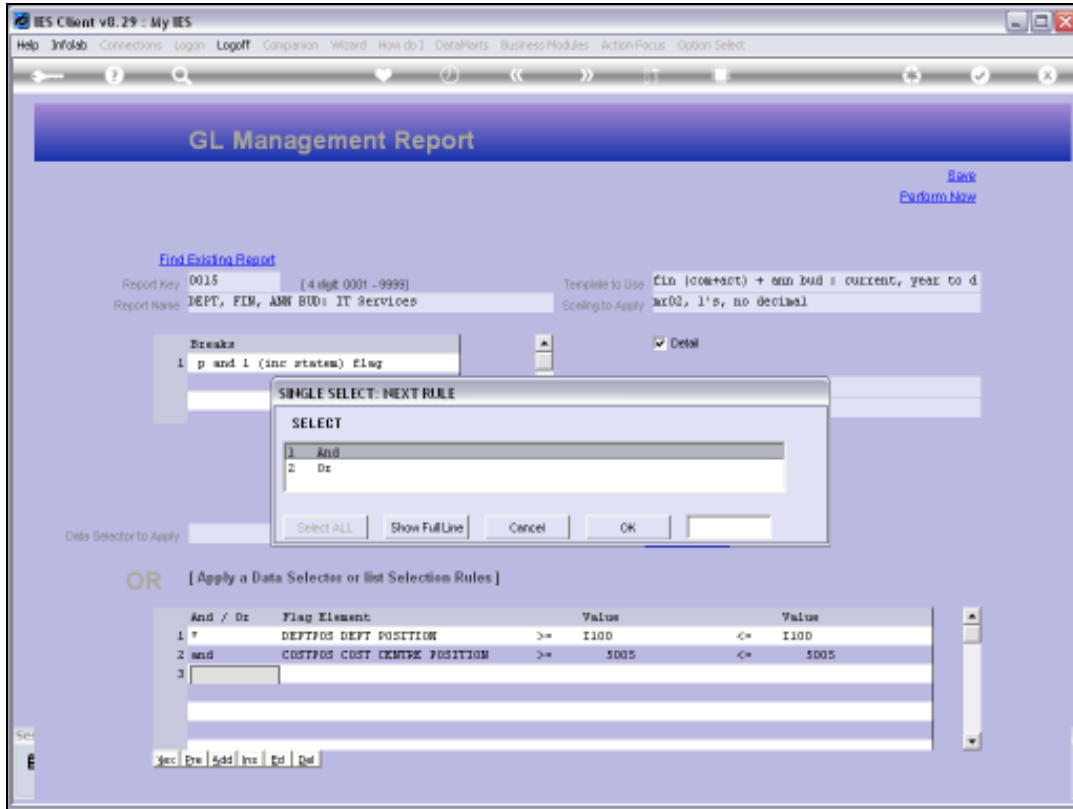 IES Client v8.29 : My IES
Help Infolab Connections Logon Logoff Companion Wizard How do I DataMarts Business Modules Action Focus Option Select
GL Management Report
Save
Perform Now
Find Existing Report
Report Key 0015 [ 4 digit: 0001 - 9999] Template to Use fin (com+act) + ann bud : current, year to d
Report Name DEPT, FIN, ANN BUD: IT Services Scaling to Apply mr02, 1's, no decimal
Breaks
Detail
1 p and l (inc statem) flag
SINGLE SELECT: NEXT RULE
SELECT
1 And
2 Or
Select ALL Show Full Line Cancel OK
Data Selector to Apply
OR [ Apply a Data Selector or list Selection Rules ]
And / Or Flag Element Value Value
1 * DEPTPOS DEPT POSITION >= I100 <= I100
2 and COSTPOS COST CENTRE POSITION >= 5005 <= 5005
3
Nex Pre Add Ins Ed Del